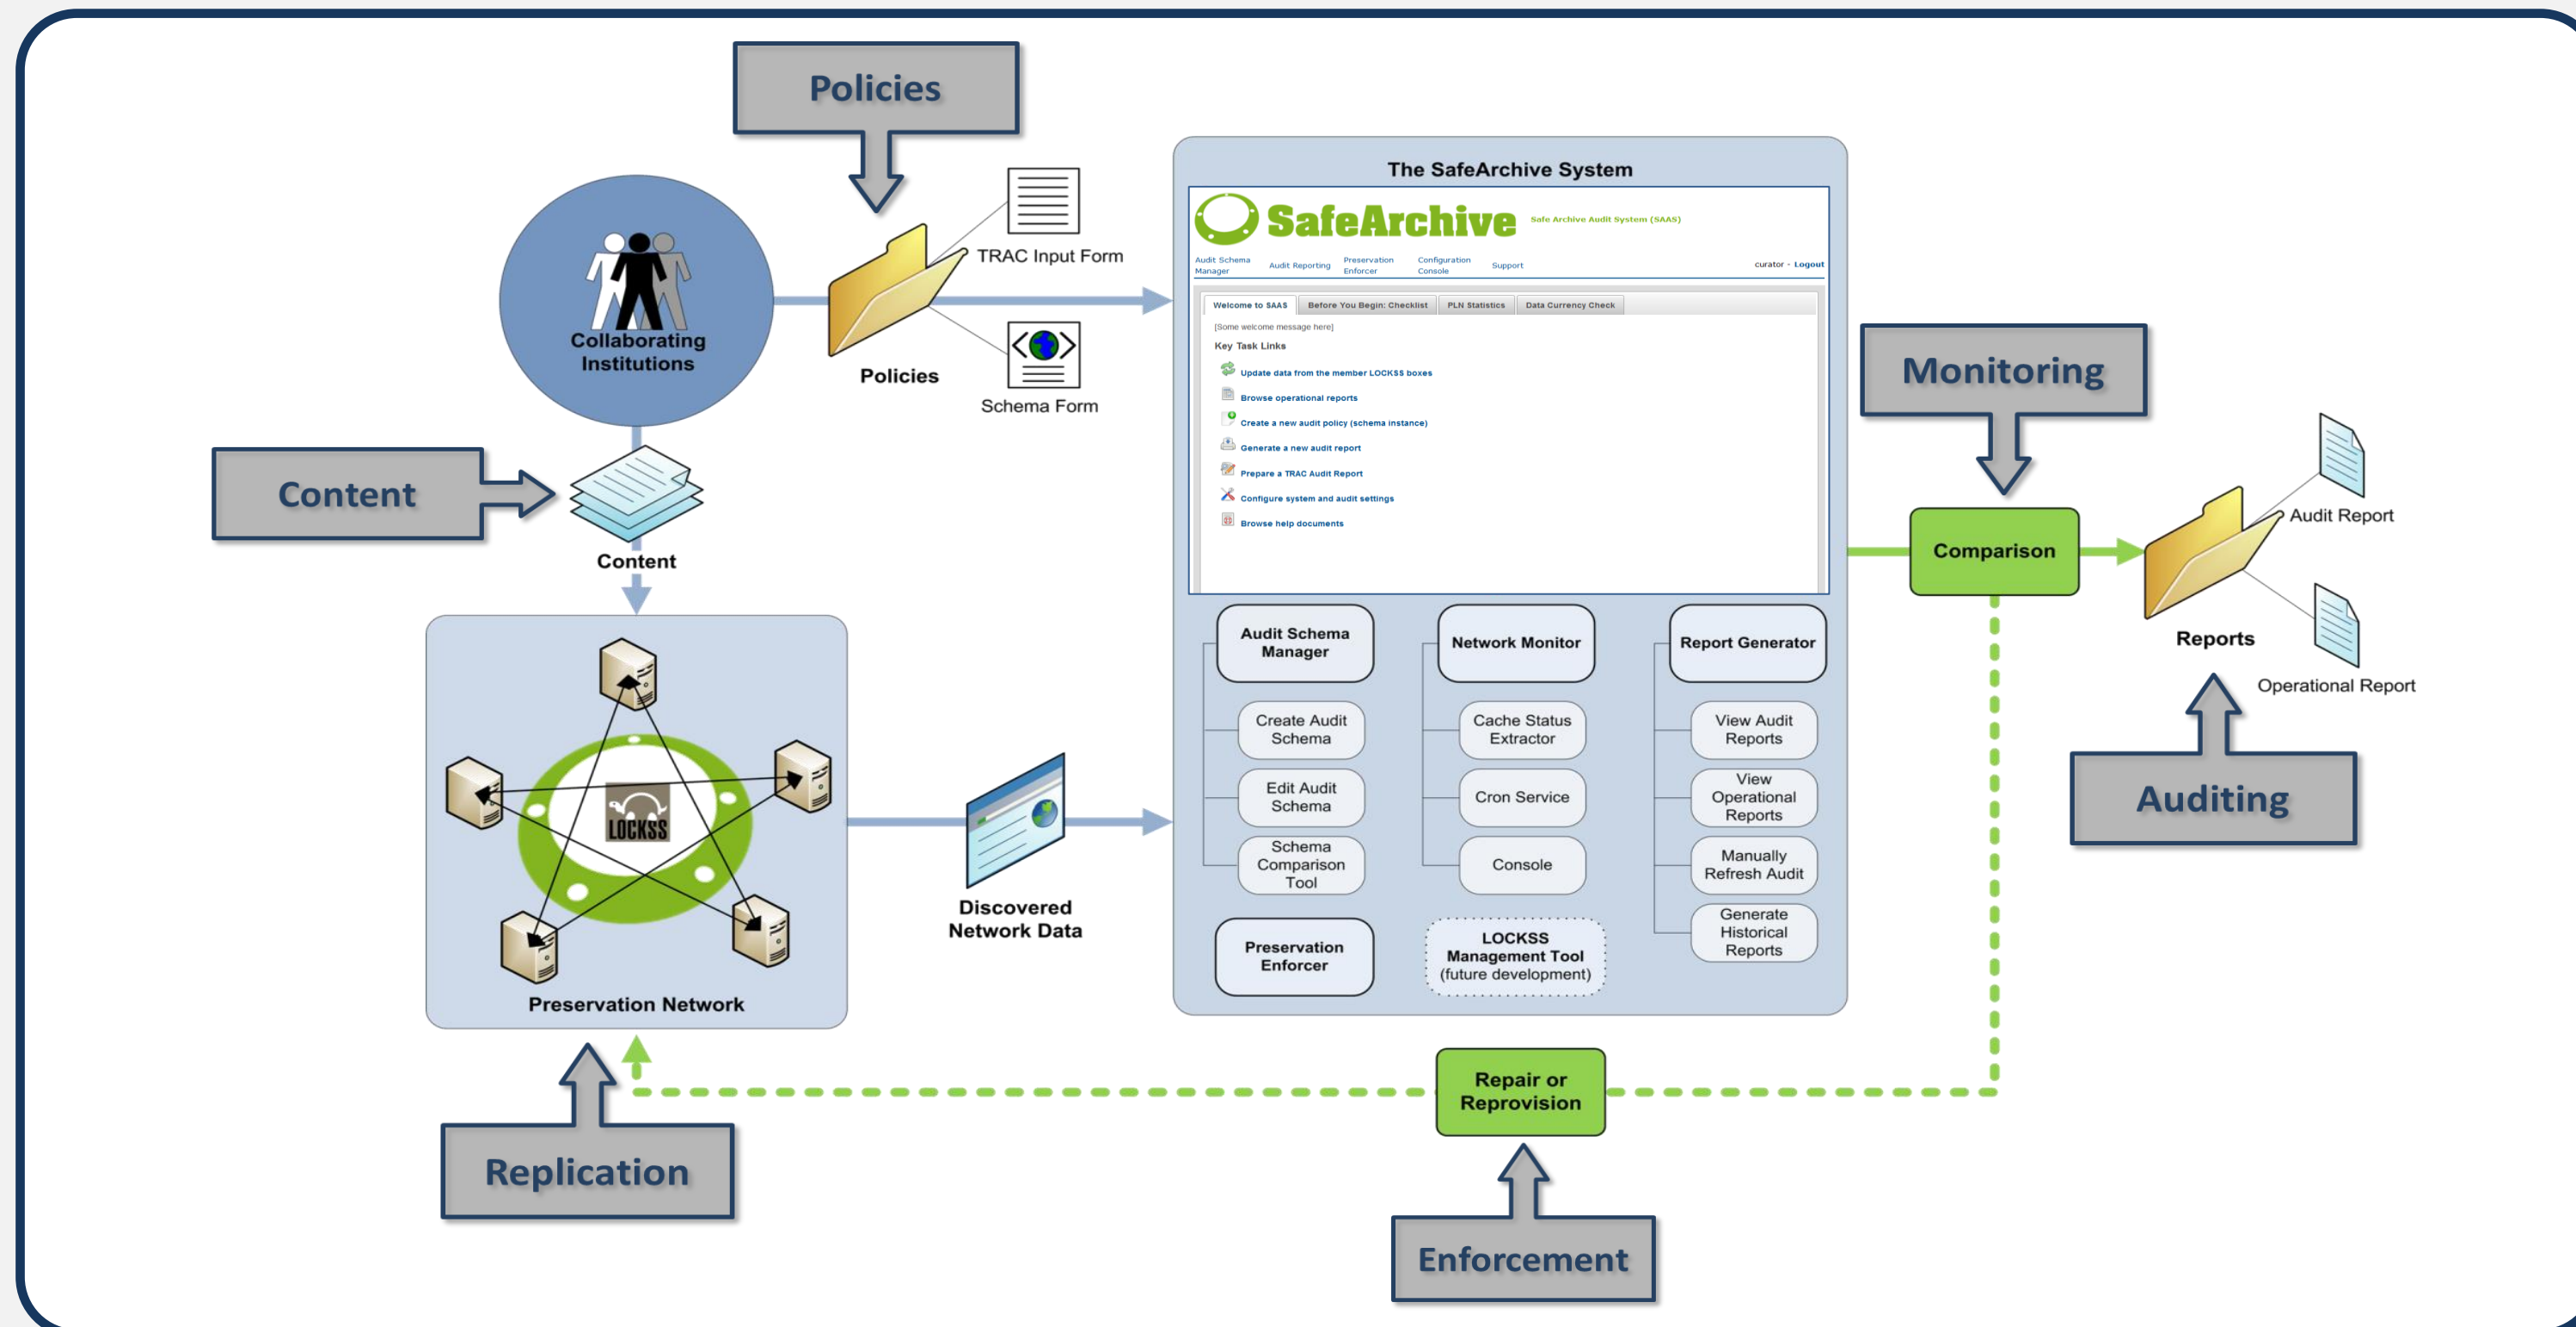 Policies
TRAC Input Form
Collaborating
Institutions
Policies
Schema Form
Content
Content
The SafeArchive System
SafeArchive
Safe Archive Audit System (SAAS)
Audit Schema
Manager
Audit Reporting
Preservation
Enforcer
Configuration
Console
Support
curator - Logout
Welcome to SAAS
Before You Begin: Checklist
PLN Statistics
Data Currency Check
[Some welcome message here]
Key Task Links
Update data from the member LOCKSS boxes
Browse operational reports
Create a new audit policy (schema instance)
Generate a new audit report
Prepare a TRAC Audit Report
Configure system and audit settings
Browse help documents
Monitoring
Comparison
Audit Report
Reports
Operational Report
Auditing
LOCKSS
Preservation Network
Discovered
Network Data
Audit Schema
Manager
Create Audit
Schema
Edit Audit
Schema
Schema
Comparison
Tool
Preservation
Enforcer
Network Monitor
Cache Status
Extractor
Cron Service
Console
LOCKSS
Management Tool
(future development)
Report Generator
View Audit
Reports
View
Operational
Reports
Manually
Refresh Audit
Generate
Historical
Reports
Repair or
Reprovision
Replication
Enforcement